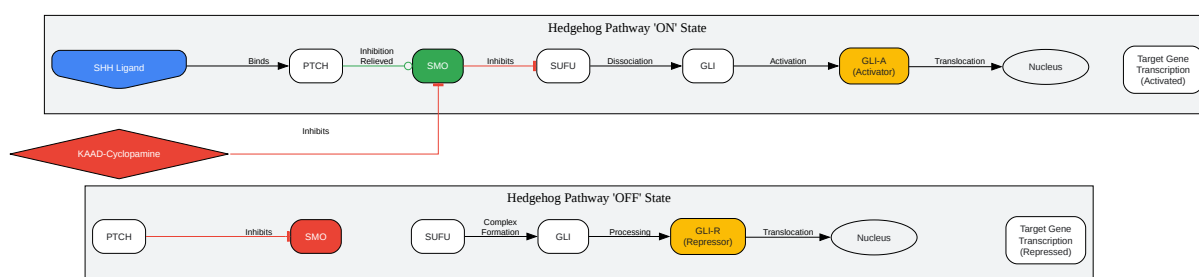 Hedgehog Pathway 'ON' State
SHH Ligand
Binds
PTCH
Inhibition
Relieved
SMO
Inhibits
SUFU
Dissociation
GLI
Activation
GLI-A
(Activator)
Translocation
Nucleus
Target Gene
Transcription
(Activated)
KAAD-Cyclopamine
Inhibits
Hedgehog Pathway 'OFF' State
PTCH
Inhibits
SMO
SUFU
Complex
Formation
GLI
Processing
GLI-R
(Repressor)
Translocation
Nucleus
Target Gene
Transcription
(Repressed)